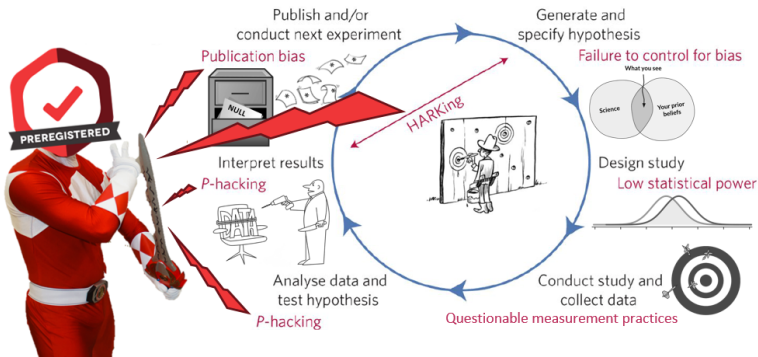 Publish and/or
conduct next experiment
Publication bias
NULL
Generate and
specify hypothesis
Failure to control for bias
What you see
Science
Your prior
beliefs
HARKing
PREREGISTERED
Interpret results
P-hacking
DATA
Design study
Low statistical power
Analyse data and
test hypothesis
P-hacking
Conduct study and
collect data
Questionable measurement practices